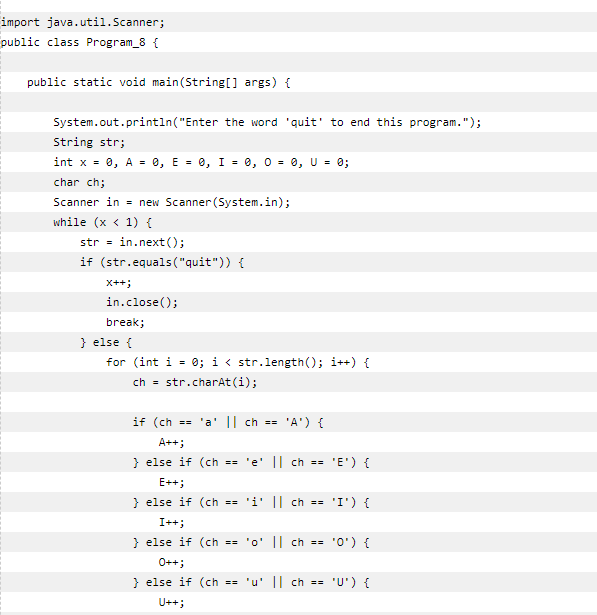 import java.util.Scanner;
public class Program_8 {
public static void main(String[] args) {
System.out.println("Enter the word 'quit' to end this program.");
String str;
int x = 0, A = 0, E = 0, I = 0, O = 0, U = 0;
char ch;
Scanner in = new Scanner(System.in);
while (x < 1) {
str = in.next();
if (str.equals("quit")) {
x++;
in.close();
break;
} else {
for (int i = 0; i < str.length(); i++) {
ch = str.charAt(i);
if (ch == 'a' || ch == 'A') {
A++;
} else if (ch == 'e' || ch == 'E') {
E++;
} else if (ch == 'i' || ch == 'I') {
I++;
} else if (ch == 'o' || ch == 'O') {
O++;
} else if (ch == 'u' || ch == 'U') {
U++;